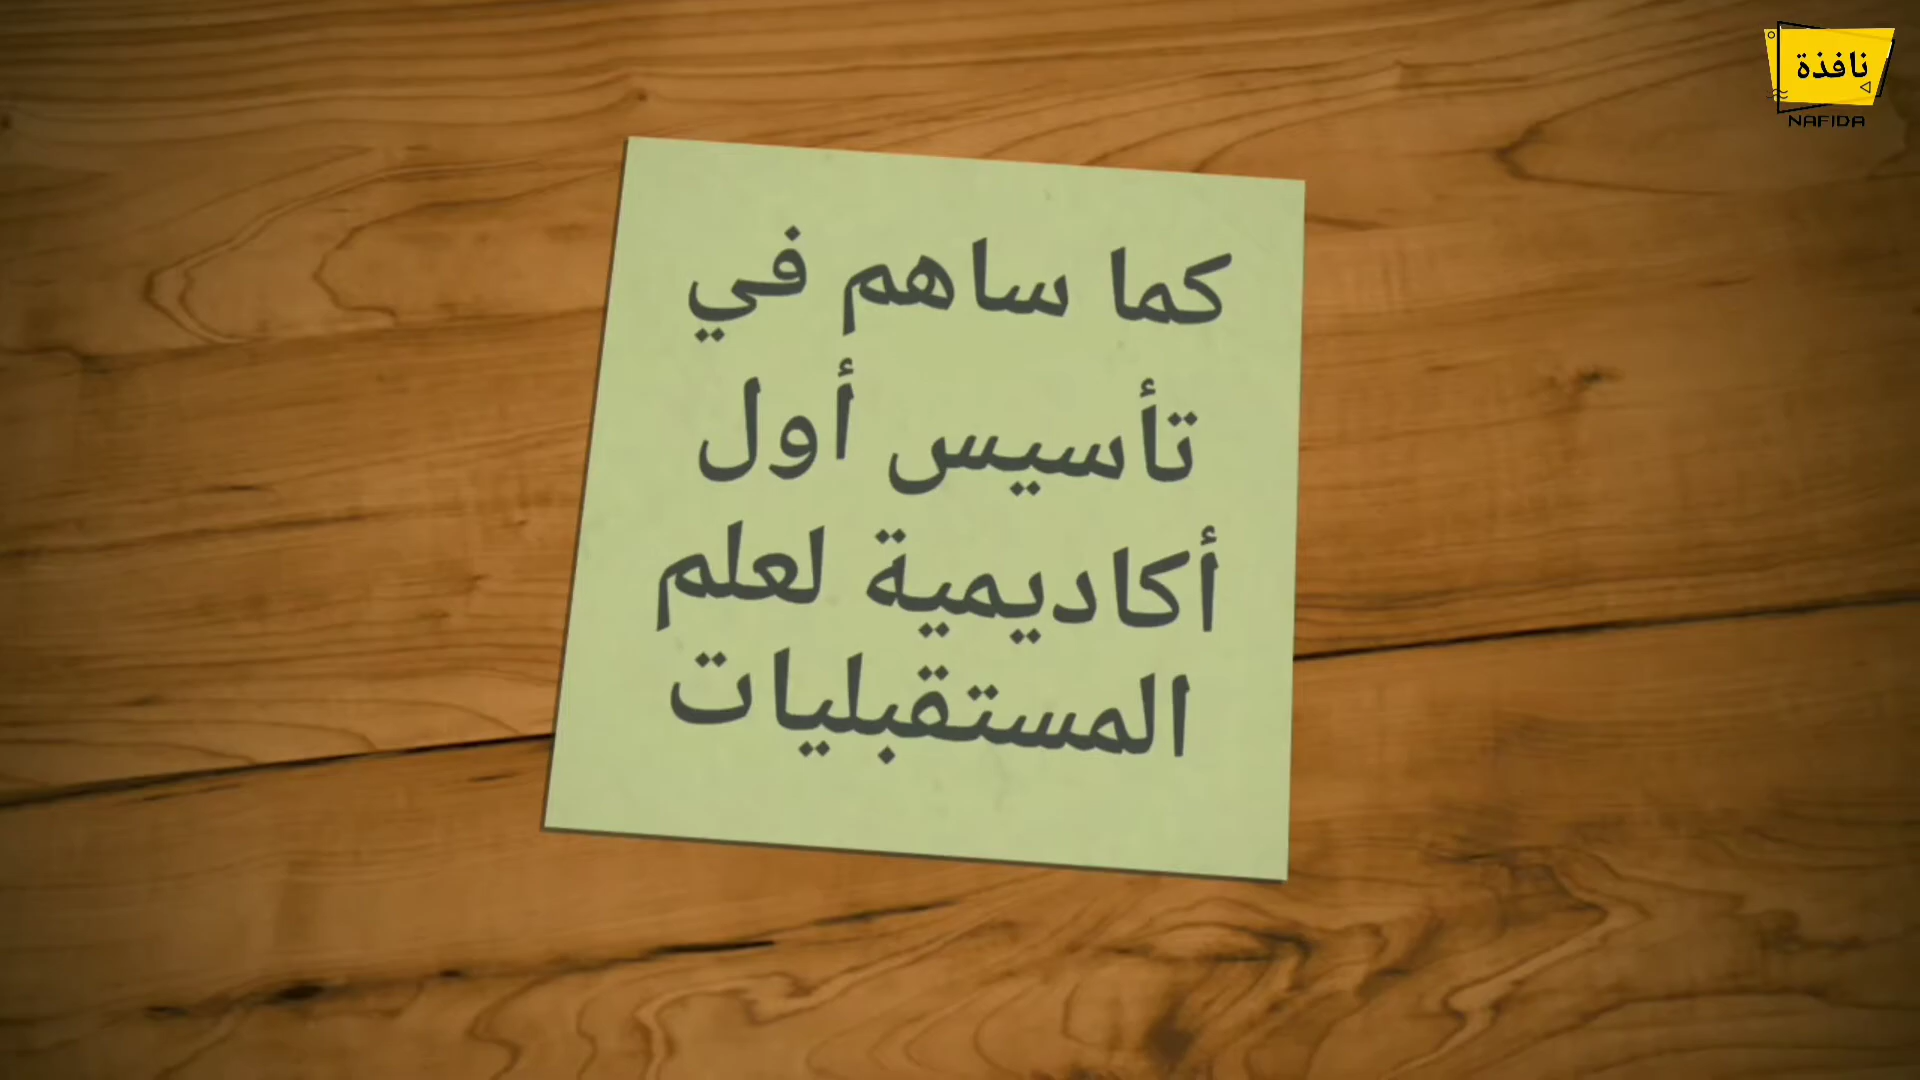 نافذة
NAFIDA
كما ساهم في
تأسيس أول
أكاديمية لعلم
المستقبليات